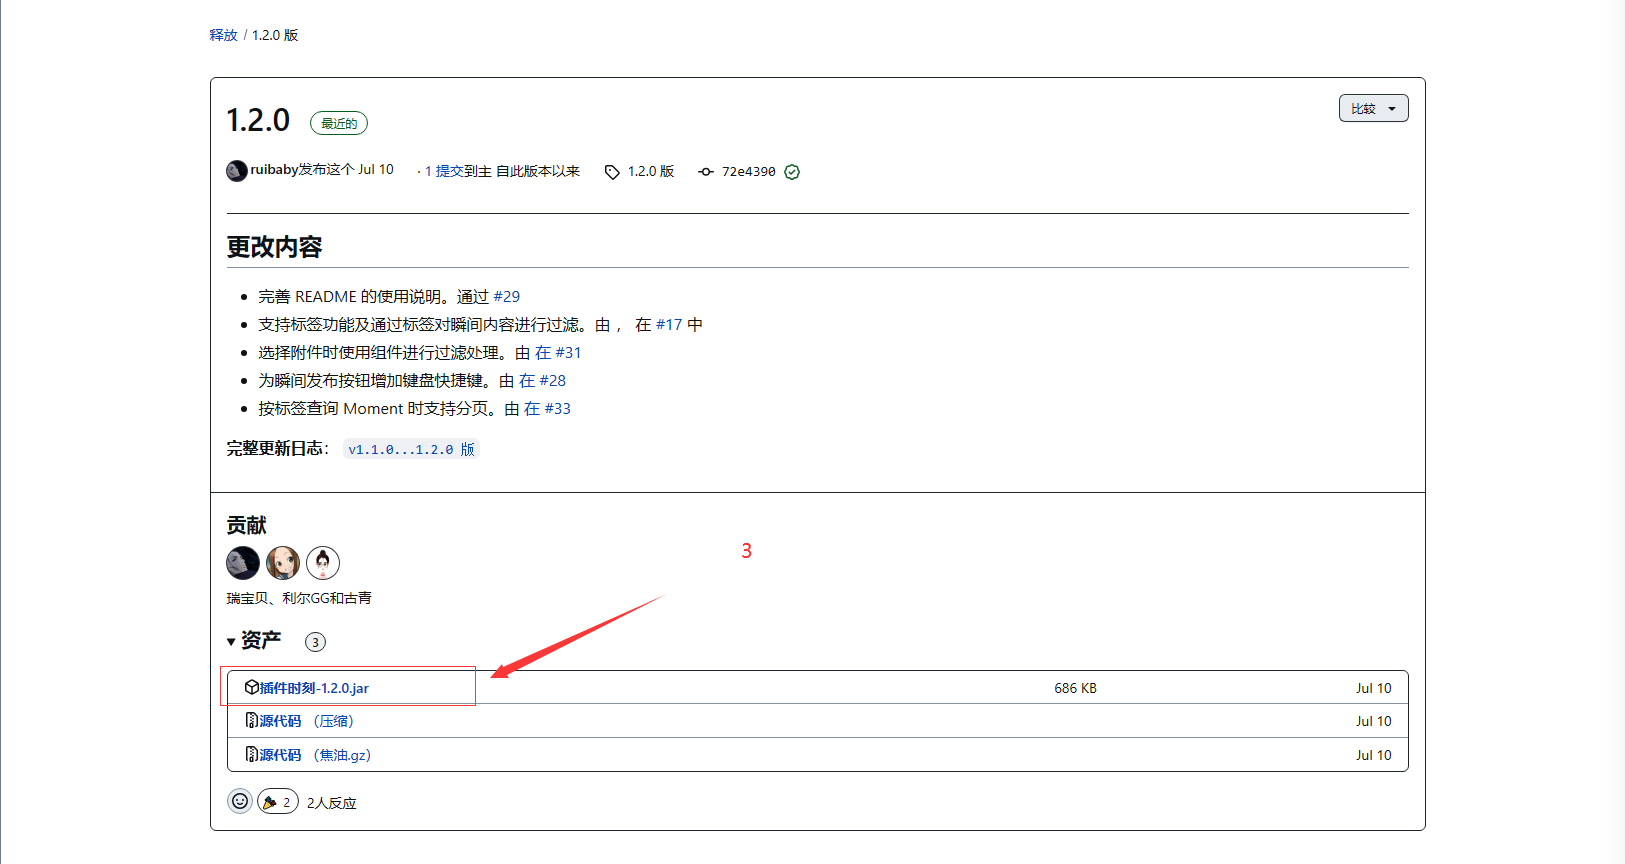 释放 / 1.2.0 版
1.2.0 最近的
比较
ruibaby发布这个 Jul 10 · 1 提交到主 自此版本以来 1.2.0 版 72e4390
更改内容
完善 README 的使用说明。通过 #29
支持标签功能及通过标签对瞬间内容进行过滤。由 ， 在 #17 中
选择附件时使用组件进行过滤处理。由 在 #31
为瞬间发布按钮增加键盘快捷键。由 在 #28
按标签查询 Moment 时支持分页。由 在 #33
完整更新日志： v1.1.0...1.2.0 版
贡献
3
瑞宝贝、利尔GG和古青
资产 3
插件时刻-1.2.0.jar 686 KB Jul 10
源代码 （压缩） Jul 10
源代码 （焦油.gz） Jul 10
2 2人反应